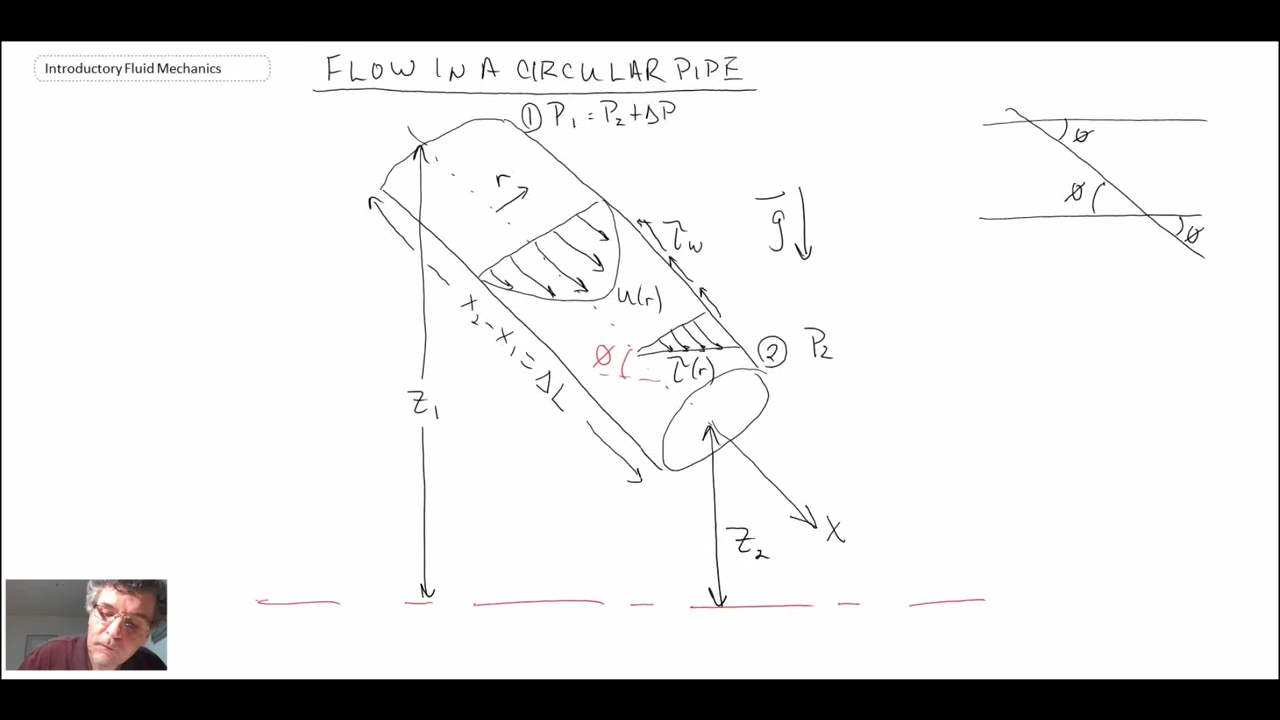 Introductory Fluid Mechanics
FLOW IN A CIRCULAR PIPE
① P₁ = P₂ + ΔP
r
g
τw
u(r)
ø
τ(r)
② P₂
x₂ - x₁ = ΔL
z₁
z₂
x
ø
ø
ø